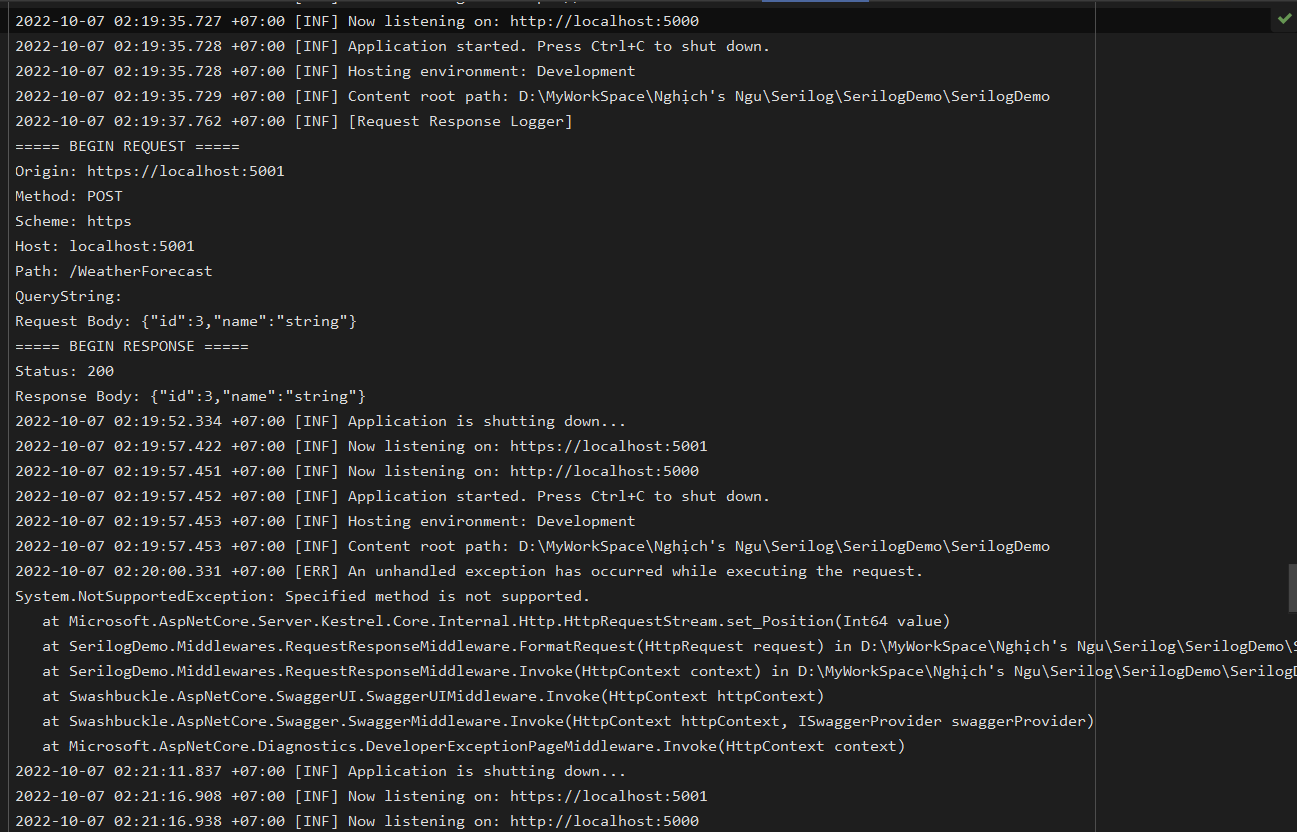 2022-10-07 02:19:35.727 +07:00 [INF] Now listening on: http://localhost:5000
2022-10-07 02:19:35.728 +07:00 [INF] Application started. Press Ctrl+C to shut down.
2022-10-07 02:19:35.728 +07:00 [INF] Hosting environment: Development
2022-10-07 02:19:35.729 +07:00 [INF] Content root path: D:\MyWorkSpace\Nghịch's Ngu\Serilog\SerilogDemo\SerilogDemo
2022-10-07 02:19:37.762 +07:00 [INF] [Request Response Logger]
===== BEGIN REQUEST =====
Origin: https://localhost:5001
Method: POST
Scheme: https
Host: localhost:5001
Path: /WeatherForecast
QueryString:
Request Body: {"id":3,"name":"string"}
===== BEGIN RESPONSE =====
Status: 200
Response Body: {"id":3,"name":"string"}
2022-10-07 02:19:52.334 +07:00 [INF] Application is shutting down...
2022-10-07 02:19:57.422 +07:00 [INF] Now listening on: https://localhost:5001
2022-10-07 02:19:57.451 +07:00 [INF] Now listening on: http://localhost:5000
2022-10-07 02:19:57.452 +07:00 [INF] Application started. Press Ctrl+C to shut down.
2022-10-07 02:19:57.453 +07:00 [INF] Hosting environment: Development
2022-10-07 02:19:57.453 +07:00 [INF] Content root path: D:\MyWorkSpace\Nghịch's Ngu\Serilog\SerilogDemo\SerilogDemo
2022-10-07 02:20:00.331 +07:00 [ERR] An unhandled exception has occurred while executing the request.
System.NotSupportedException: Specified method is not supported.
   at Microsoft.AspNetCore.Server.Kestrel.Core.Internal.Http.HttpRequestStream.set_Position(Int64 value)
   at SerilogDemo.Middlewares.RequestResponseMiddleware.FormatRequest(HttpRequest request) in D:\MyWorkSpace\Nghịch's Ngu\Serilog\SerilogDemo\
   at SerilogDemo.Middlewares.RequestResponseMiddleware.Invoke(HttpContext context) in D:\MyWorkSpace\Nghịch's Ngu\Serilog\SerilogDemo\Serilog
   at Swashbuckle.AspNetCore.SwaggerUI.SwaggerUIMiddleware.Invoke(HttpContext httpContext)
   at Swashbuckle.AspNetCore.Swagger.SwaggerMiddleware.Invoke(HttpContext httpContext, ISwaggerProvider swaggerProvider)
   at Microsoft.AspNetCore.Diagnostics.DeveloperExceptionPageMiddleware.Invoke(HttpContext context)
2022-10-07 02:21:11.837 +07:00 [INF] Application is shutting down...
2022-10-07 02:21:16.908 +07:00 [INF] Now listening on: https://localhost:5001
2022-10-07 02:21:16.938 +07:00 [INF] Now listening on: http://localhost:5000